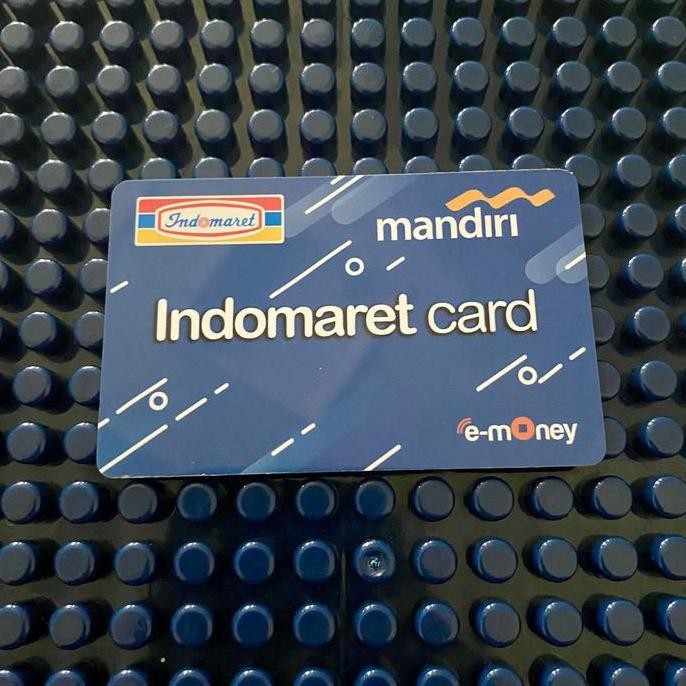 Indomaret
mandiri
Indomaret card
e-money